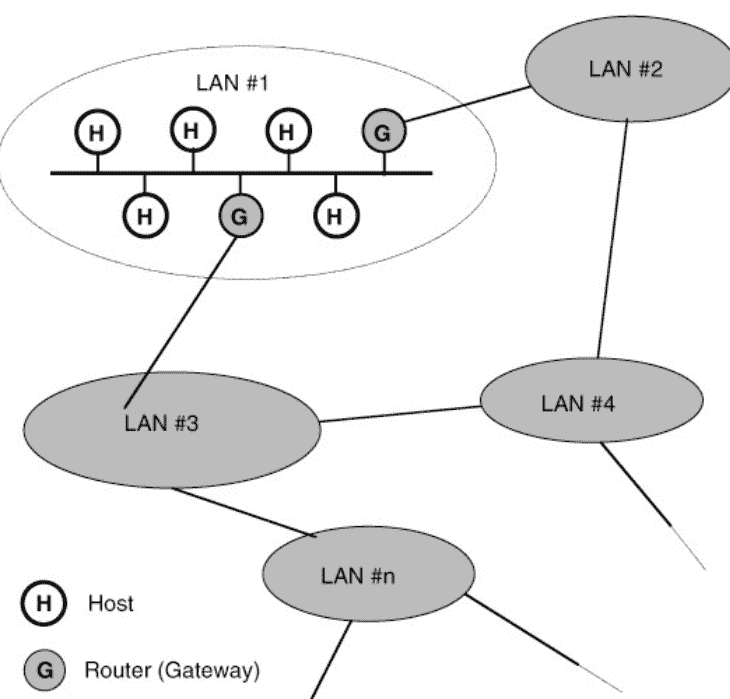 LAN #1
LAN #2
H
H
H
G
H
G
H
LAN #3
LAN #4
LAN #n
H Host
G Router (Gateway)